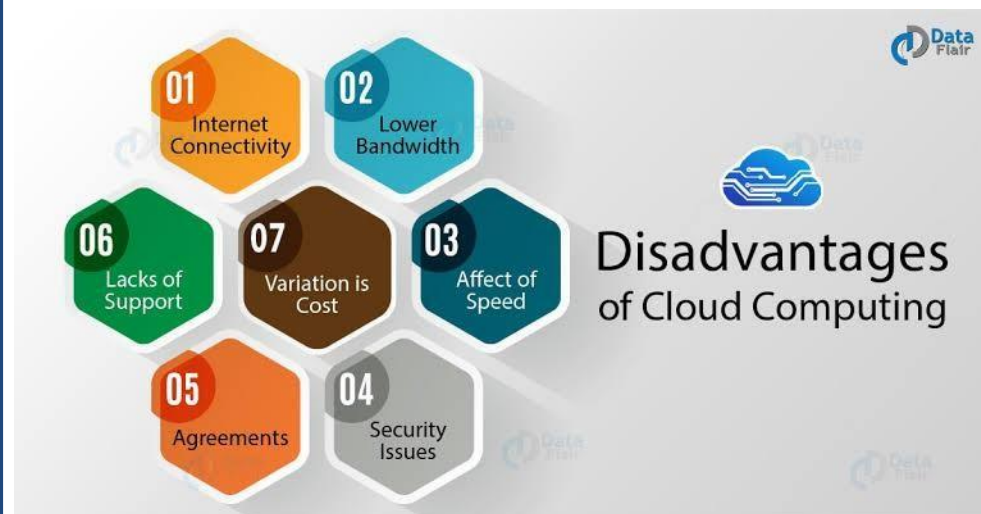 Data
Flair
01
Internet
Connectivity
02
Lower
Bandwidth
06
Lacks of
Support
07
Variation is
Cost
03
Affect of
Speed
05
Agreements
04
Security
Issues
Disadvantages
of Cloud Computing